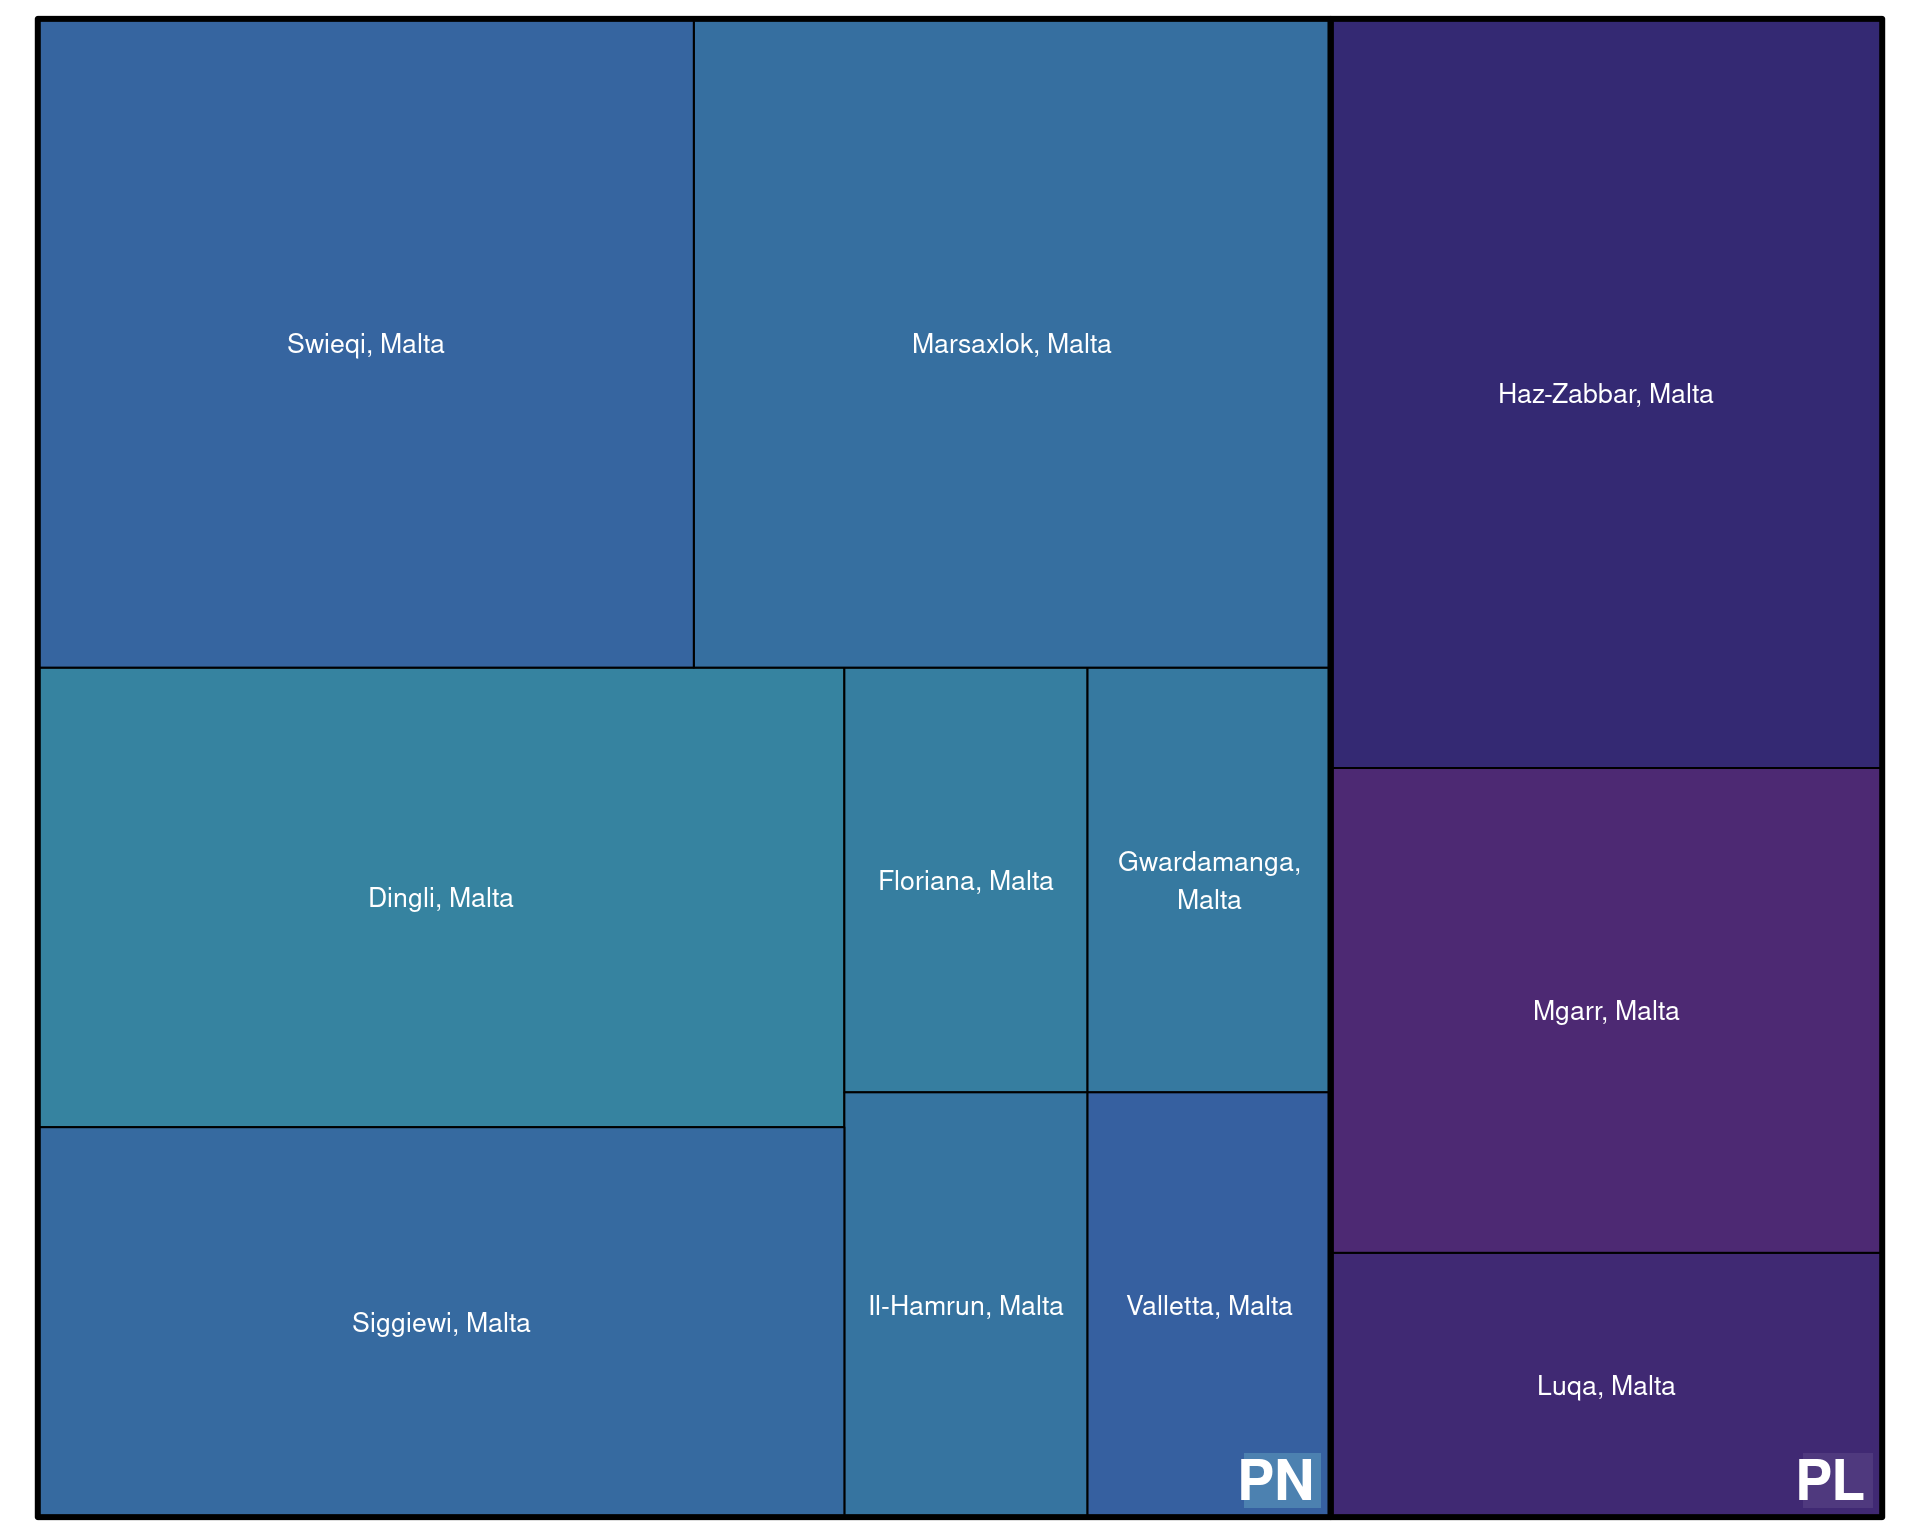 Swieqi, Malta
Marsaxlok, Malta
Haz-Zabbar, Malta
Dingli, Malta
Floriana, Malta
Gwardamanga,
Malta
Mgarr, Malta
Siggiewi, Malta
Il-Hamrun, Malta
Valletta, Malta
Luqa, Malta
PN
PL